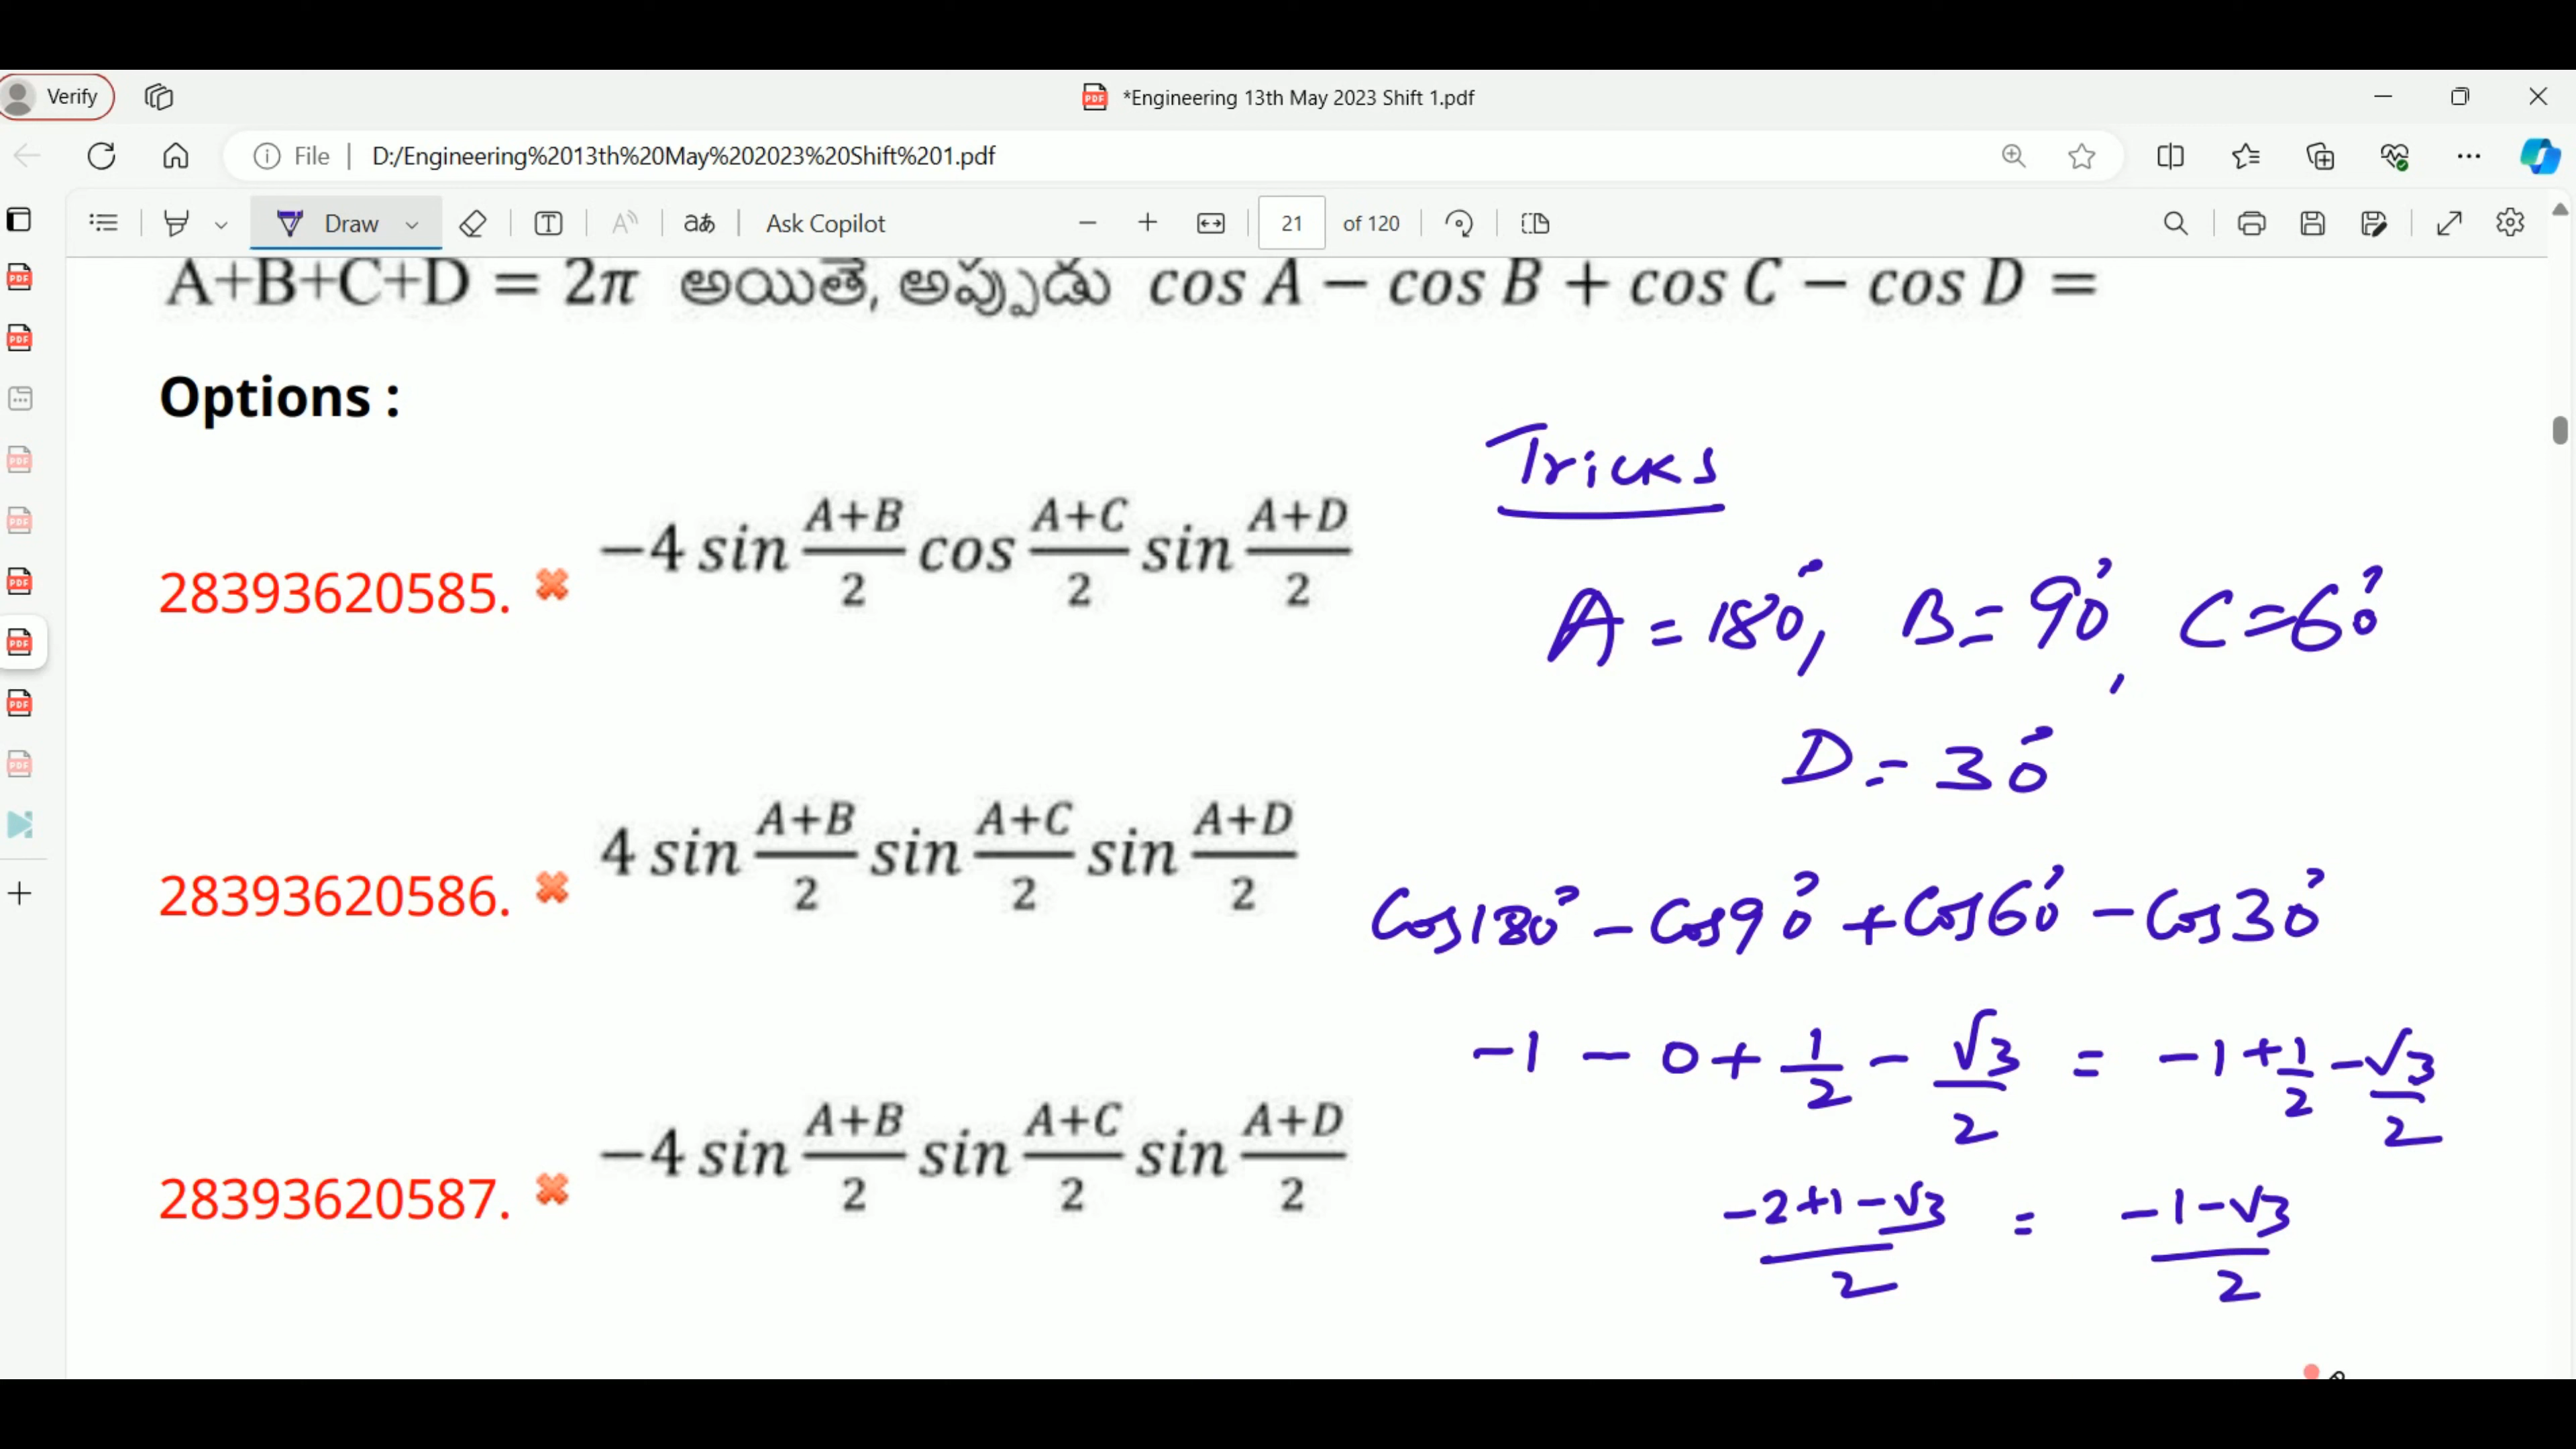 Verify
*Engineering 13th May 2023 Shift 1.pdf
File | D:/Engineering%2013th%20May%202023%20Shift%201.pdf
Draw
aあ
Ask Copilot
21 of 120
A+B+C+D = 2π అయితే, అప్పుడు cos A − cos B + cos C − cos D =
Options :
28393620585. ✖ −4 sin (A+B)/2 cos (A+C)/2 sin (A+D)/2
28393620586. ✖ 4 sin (A+B)/2 sin (A+C)/2 sin (A+D)/2
28393620587. ✖ −4 sin (A+B)/2 sin (A+C)/2 sin (A+D)/2
Tricks
A = 180°, B = 90°, C = 60°
D = 30°
Cos180° − Cos90° + Cos60° − Cos30°
−1 − 0 + 1/2 − √3/2 = −1 + 1/2 − √3/2
(−2+1−√3)/2 = (−1−√3)/2